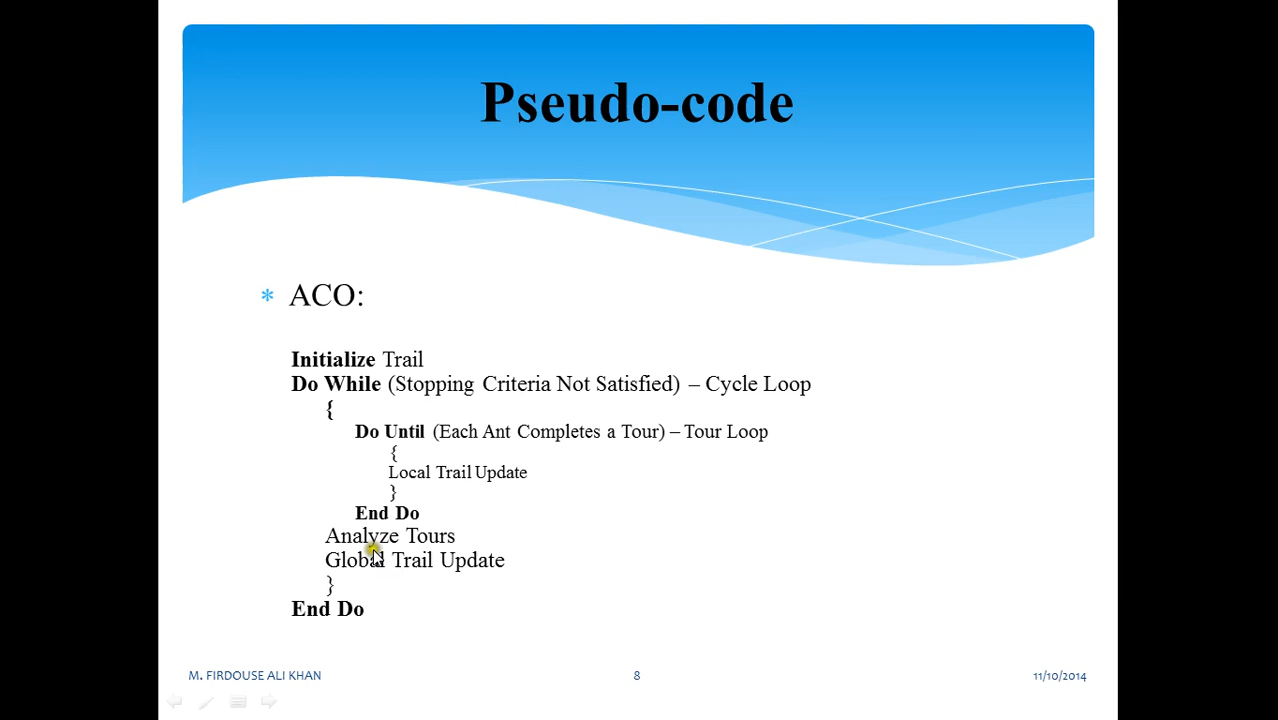 Pseudo-code
* ACO:
Initialize Trail
Do While (Stopping Criteria Not Satisfied) – Cycle Loop
{
Do Until (Each Ant Completes a Tour) – Tour Loop
{
Local Trail Update
}
End Do
Analyze Tours
Global Trail Update
}
End Do
M. FIRDOUSE ALI KHAN
8
11/10/2014